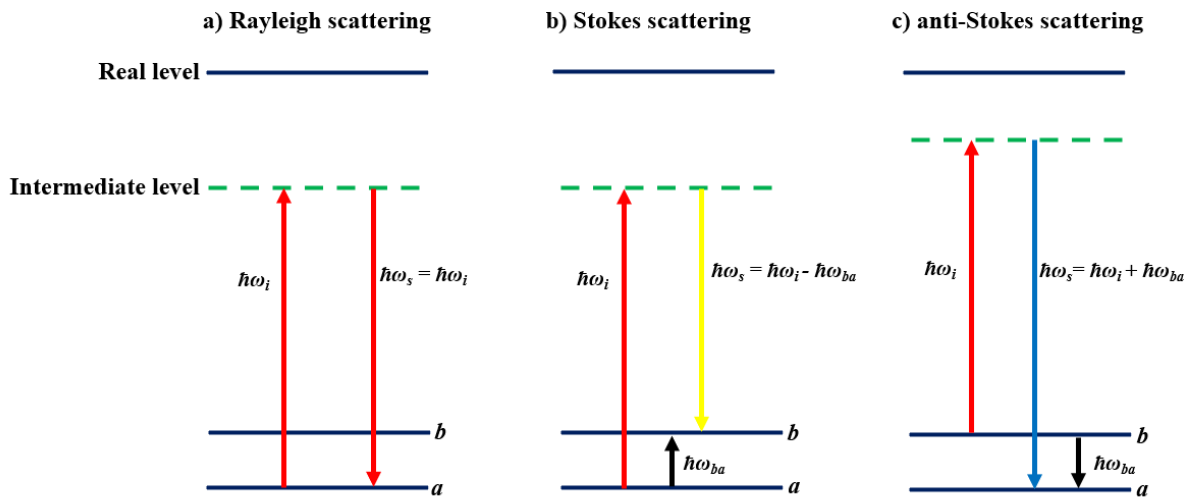 a) Rayleigh scattering
b) Stokes scattering
c) anti-Stokes scattering
Real level
Intermediate level
ℏωi
ℏωs = ℏωi
ℏωi
ℏωs = ℏωi - ℏωba
ℏωi
ℏωs= ℏωi + ℏωba
b
a
b
ℏωba
a
b
ℏωba
a